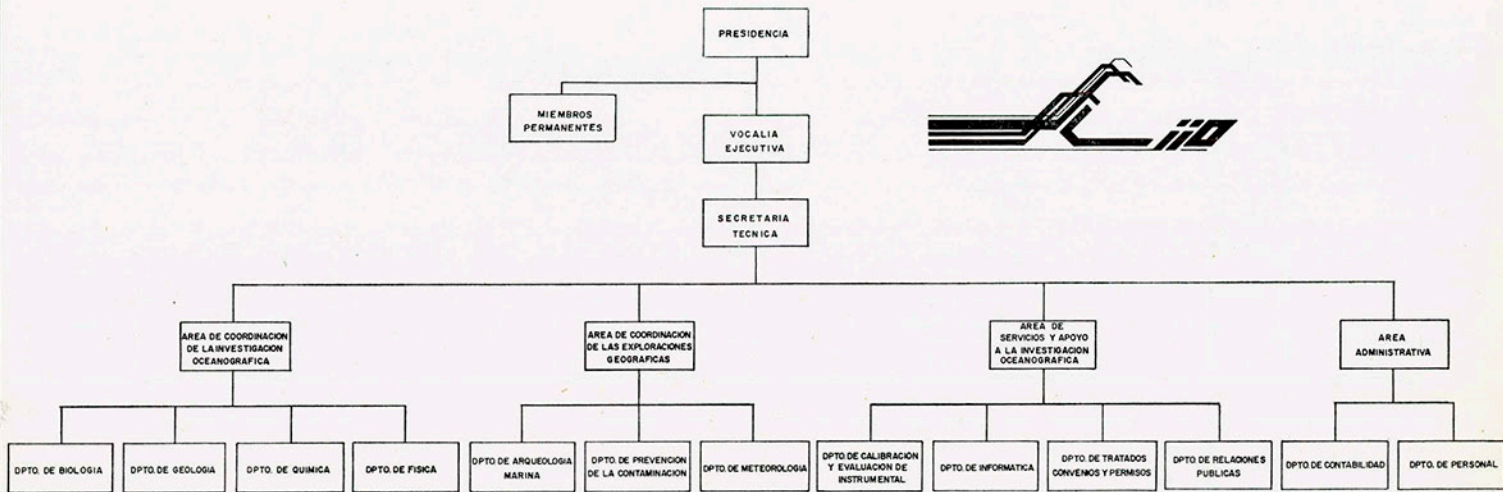 PRESIDENCIA
MIEMBROS
PERMANENTES
VOCALIA
EJECUTIVA
iio
SECRETARIA
TECNICA
AREA DE COORDINACION
DE LA INVESTIGACION
OCEANOGRAFICA
AREA DE COORDINACION
DE LAS EXPLORACIONES
GEOGRAFICAS
AREA DE
SERVICIOS Y APOYO
A LA INVESTIGACION
OCEANOGRAFICA
AREA
ADMINISTRATIVA
DPTO. DE BIOLOGIA
DPTO. DE GEOLOGIA
DPTO. DE QUIMICA
DPTO. DE FISICA
DPTO. DE ARQUEOLOGIA
MARINA
DPTO. DE PREVENCION
DE LA CONTAMINACION
DPTO. DE METEOROLOGIA
DPTO. DE CALIBRACION
Y EVALUACION DE
INSTRUMENTAL
DPTO. DE INFORMATICA
DPTO. DE TRATADOS
CONVENIOS Y PERMISOS
DPTO. DE RELACIONES
PUBLICAS
DPTO. DE CONTABILIDAD
DPTO. DE PERSONAL